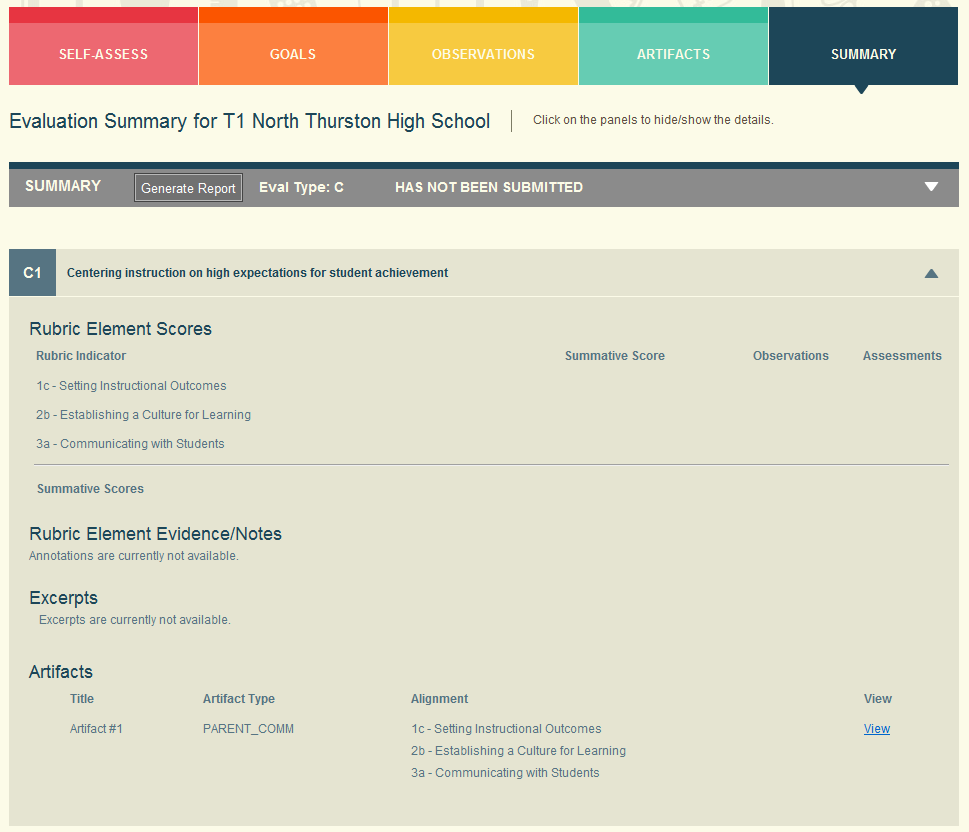 SELF-ASSESS GOALS OBSERVATIONS ARTIFACTS SUMMARY
Evaluation Summary for T1 North Thurston High School Click on the panels to hide/show the details.
SUMMARY Generate Report Eval Type: C HAS NOT BEEN SUBMITTED
C1 Centering instruction on high expectations for student achievement
Rubric Element Scores
Rubric Indicator Summative Score Observations Assessments
1c - Setting Instructional Outcomes
2b - Establishing a Culture for Learning
3a - Communicating with Students
Summative Scores
Rubric Element Evidence/Notes
Annotations are currently not available.
Excerpts
Excerpts are currently not available.
Artifacts
Title Artifact Type Alignment View
Artifact #1 PARENT_COMM 1c - Setting Instructional Outcomes View
2b - Establishing a Culture for Learning
3a - Communicating with Students